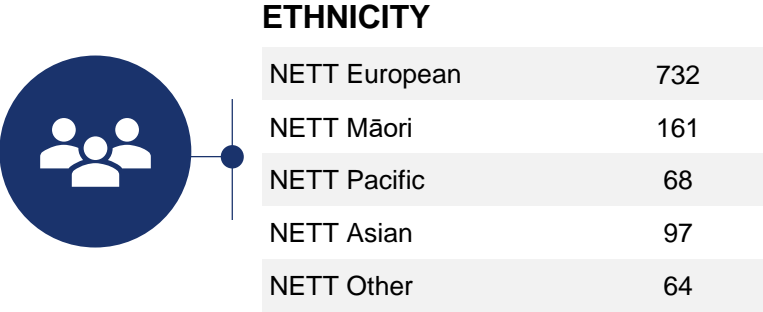 ETHNICITY
NETT European 732
NETT Māori 161
NETT Pacific 68
NETT Asian 97
NETT Other 64